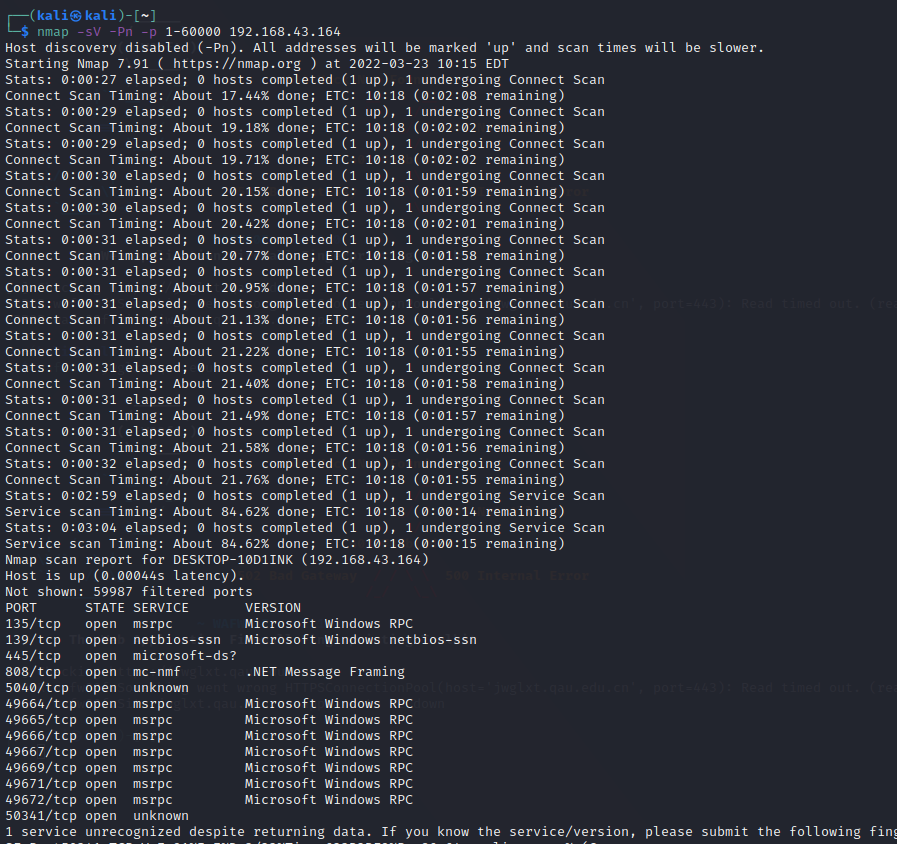 ┌──(kali㉿kali)-[~]
└─$ nmap -sV -Pn -p 1-60000 192.168.43.164
Host discovery disabled (-Pn). All addresses will be marked 'up' and scan times will be slower.
Starting Nmap 7.91 ( https://nmap.org ) at 2022-03-23 10:15 EDT
Stats: 0:00:27 elapsed; 0 hosts completed (1 up), 1 undergoing Connect Scan
Connect Scan Timing: About 17.44% done; ETC: 10:18 (0:02:08 remaining)
Stats: 0:00:29 elapsed; 0 hosts completed (1 up), 1 undergoing Connect Scan
Connect Scan Timing: About 19.18% done; ETC: 10:18 (0:02:02 remaining)
Stats: 0:00:29 elapsed; 0 hosts completed (1 up), 1 undergoing Connect Scan
Connect Scan Timing: About 19.71% done; ETC: 10:18 (0:02:02 remaining)
Stats: 0:00:30 elapsed; 0 hosts completed (1 up), 1 undergoing Connect Scan
Connect Scan Timing: About 20.15% done; ETC: 10:18 (0:01:59 remaining)
Stats: 0:00:30 elapsed; 0 hosts completed (1 up), 1 undergoing Connect Scan
Connect Scan Timing: About 20.42% done; ETC: 10:18 (0:02:01 remaining)
Stats: 0:00:31 elapsed; 0 hosts completed (1 up), 1 undergoing Connect Scan
Connect Scan Timing: About 20.77% done; ETC: 10:18 (0:01:58 remaining)
Stats: 0:00:31 elapsed; 0 hosts completed (1 up), 1 undergoing Connect Scan
Connect Scan Timing: About 20.95% done; ETC: 10:18 (0:01:57 remaining)
Stats: 0:00:31 elapsed; 0 hosts completed (1 up), 1 undergoing Connect Scan
Connect Scan Timing: About 21.13% done; ETC: 10:18 (0:01:56 remaining)
Stats: 0:00:31 elapsed; 0 hosts completed (1 up), 1 undergoing Connect Scan
Connect Scan Timing: About 21.22% done; ETC: 10:18 (0:01:55 remaining)
Stats: 0:00:31 elapsed; 0 hosts completed (1 up), 1 undergoing Connect Scan
Connect Scan Timing: About 21.40% done; ETC: 10:18 (0:01:58 remaining)
Stats: 0:00:31 elapsed; 0 hosts completed (1 up), 1 undergoing Connect Scan
Connect Scan Timing: About 21.49% done; ETC: 10:18 (0:01:57 remaining)
Stats: 0:00:31 elapsed; 0 hosts completed (1 up), 1 undergoing Connect Scan
Connect Scan Timing: About 21.58% done; ETC: 10:18 (0:01:56 remaining)
Stats: 0:00:32 elapsed; 0 hosts completed (1 up), 1 undergoing Connect Scan
Connect Scan Timing: About 21.76% done; ETC: 10:18 (0:01:55 remaining)
Stats: 0:02:59 elapsed; 0 hosts completed (1 up), 1 undergoing Service Scan
Service scan Timing: About 84.62% done; ETC: 10:18 (0:00:14 remaining)
Stats: 0:03:04 elapsed; 0 hosts completed (1 up), 1 undergoing Service Scan
Service scan Timing: About 84.62% done; ETC: 10:18 (0:00:15 remaining)
Nmap scan report for DESKTOP-10D1INK (192.168.43.164)
Host is up (0.00044s latency).
Not shown: 59987 filtered ports
PORT      STATE SERVICE       VERSION
135/tcp   open  msrpc         Microsoft Windows RPC
139/tcp   open  netbios-ssn   Microsoft Windows netbios-ssn
445/tcp   open  microsoft-ds?
808/tcp   open  mc-nmf        .NET Message Framing
5040/tcp  open  unknown
49664/tcp open  msrpc         Microsoft Windows RPC
49665/tcp open  msrpc         Microsoft Windows RPC
49666/tcp open  msrpc         Microsoft Windows RPC
49667/tcp open  msrpc         Microsoft Windows RPC
49669/tcp open  msrpc         Microsoft Windows RPC
49671/tcp open  msrpc         Microsoft Windows RPC
49672/tcp open  msrpc         Microsoft Windows RPC
50341/tcp open  unknown
1 service unrecognized despite returning data. If you know the service/version, please submit the following fing